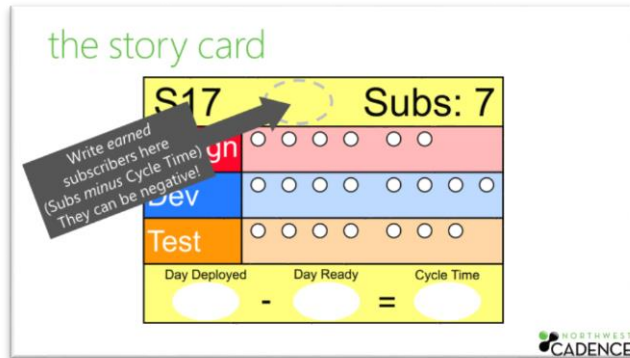 the story card
S17 Subs: 7
Write earned
subscribers here
(Subs minus Cycle Time)
They can be negative!
gn
Dev
Test
Day Deployed Day Ready Cycle Time
- =
NORTHWEST
CADENCE